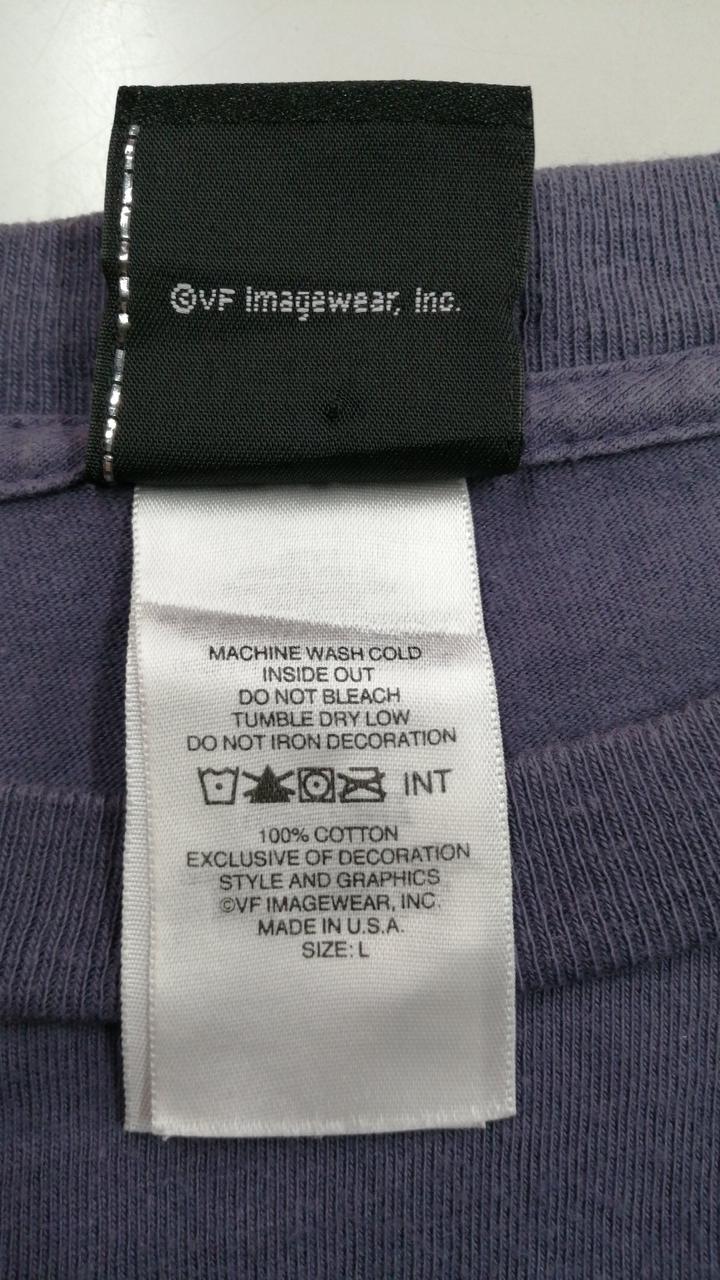 ©VF Imagewear, Inc.
MACHINE WASH COLD
INSIDE OUT
DO NOT BLEACH
TUMBLE DRY LOW
DO NOT IRON DECORATION
INT
100% COTTON
EXCLUSIVE OF DECORATION
STYLE AND GRAPHICS
©VF IMAGEWEAR, INC.
MADE IN U.S.A.
SIZE: L